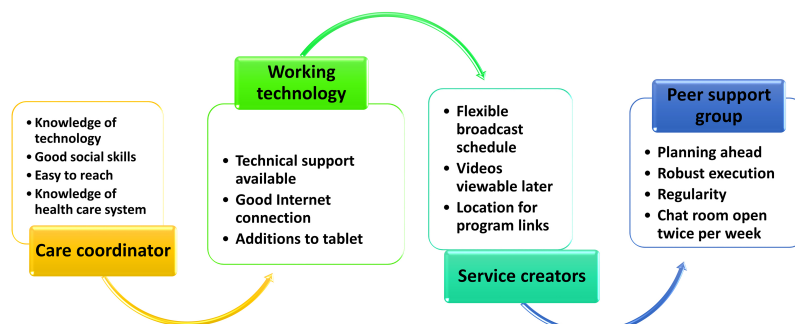 • Knowledge of
technology
• Good social skills
• Easy to reach
• Knowledge of
health care system
Care coordinator
Working
technology
• Technical support
available
• Good Internet
connection
• Additions to tablet
• Flexible
broadcast
schedule
• Videos
viewable later
• Location for
program links
Service creators
Peer support
group
• Planning ahead
• Robust execution
• Regularity
• Chat room open
twice per week